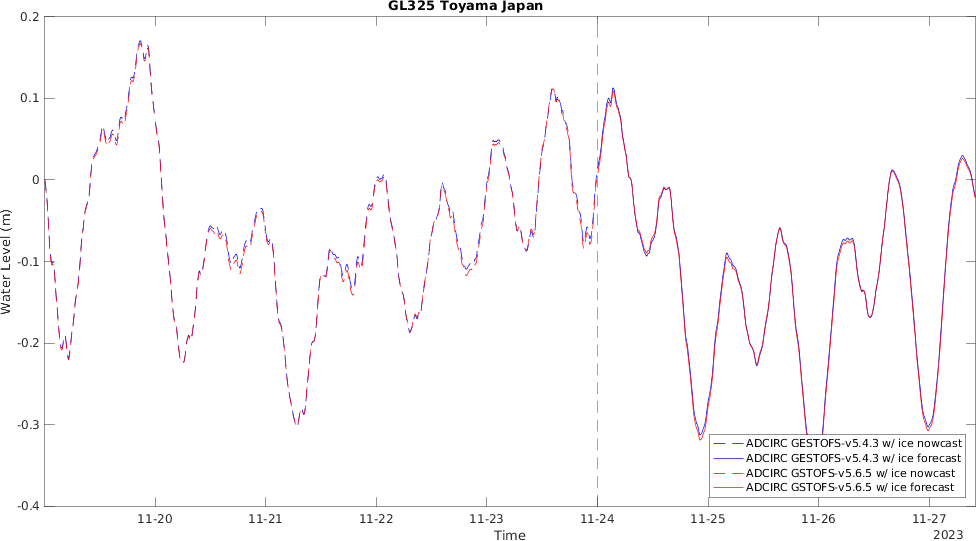 GL325 Toyama Japan
Water Level (m)
0.2
0.1
0
-0.1
-0.2
-0.3
-0.4
ADCIRC GESTOFS-v5.4.3 w/ ice nowcast
ADCIRC GESTOFS-v5.4.3 w/ ice forecast
ADCIRC GSTOFS-v5.6.5 w/ ice nowcast
ADCIRC GSTOFS-v5.6.5 w/ ice forecast
11-20 11-21 11-22 11-23 11-24 11-25 11-26 11-27
Time
2023